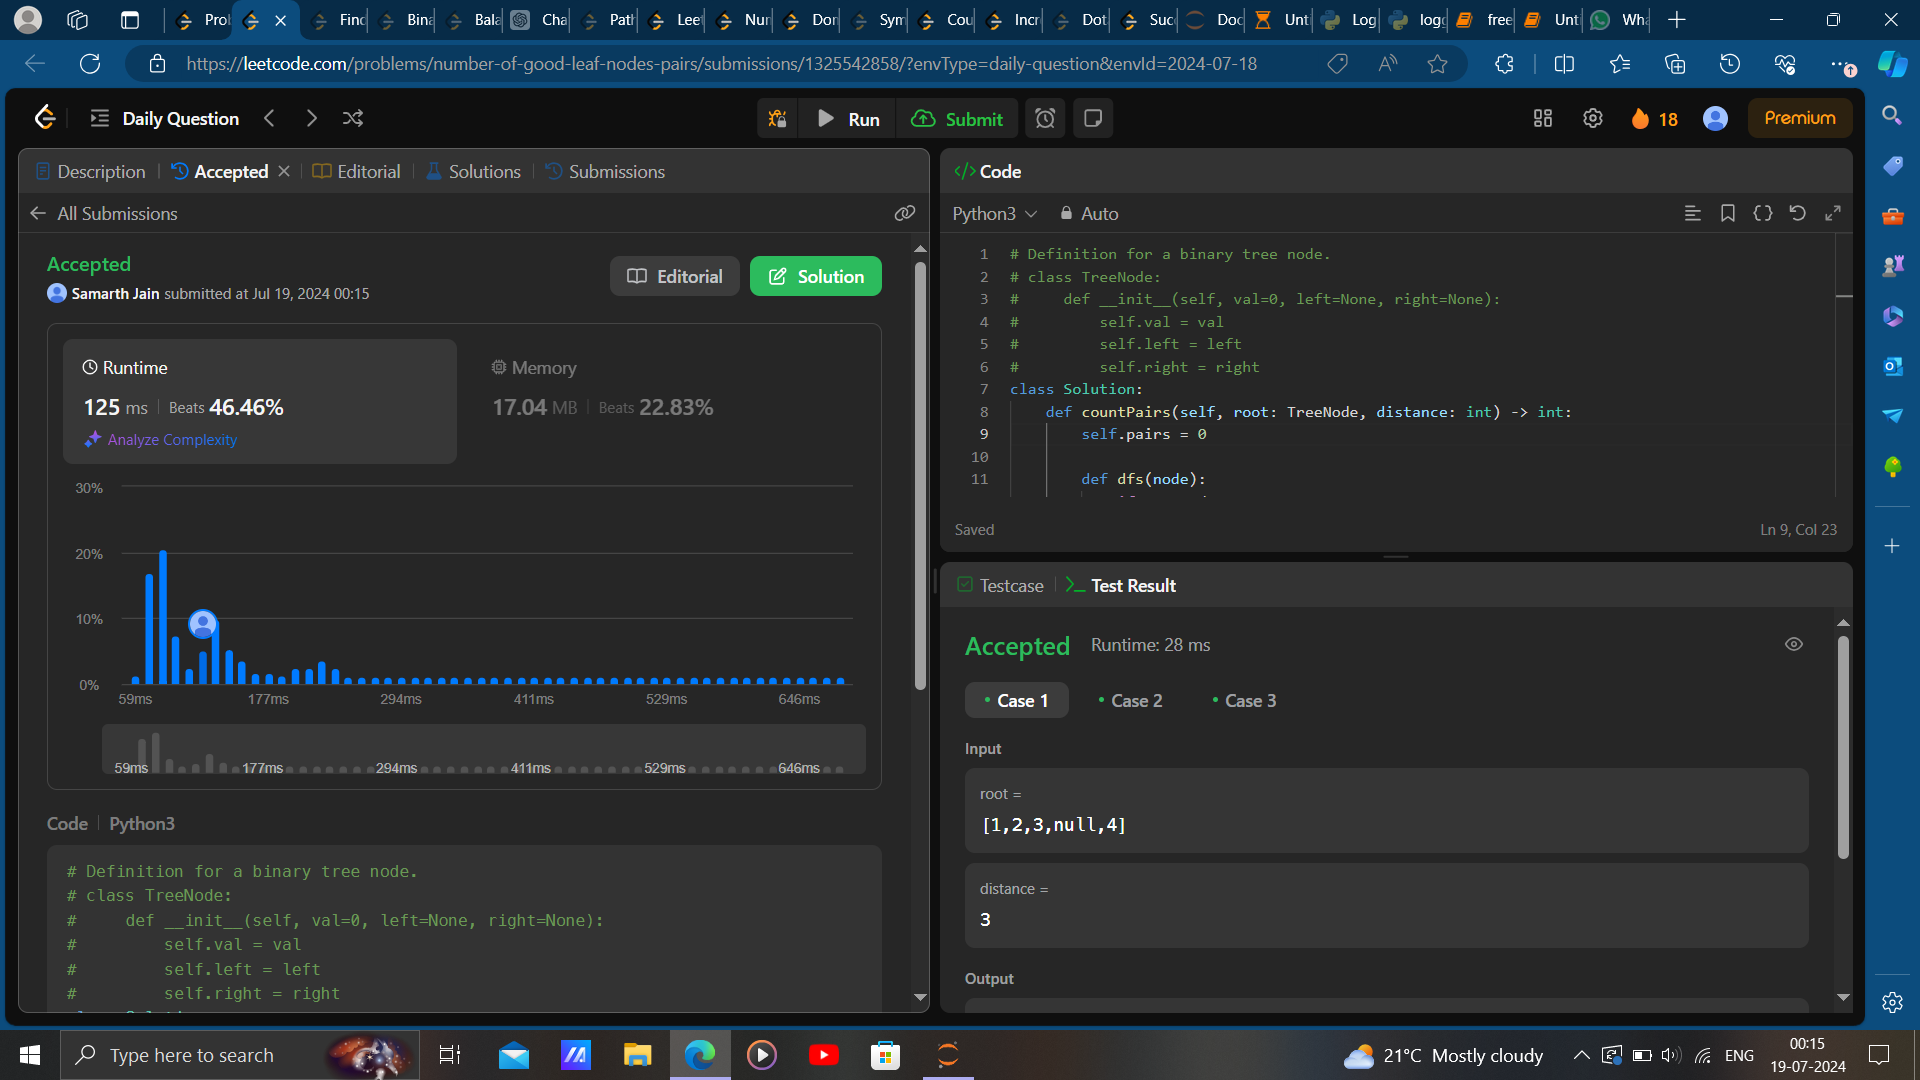 Prol
Find
Bina
Bala
Cha
Path
Leet
Nun
Don
Sym
Cou
Incr
Dota
Succ
Doc
Unti
Log
logg
free
Unti
Wha
https://leetcode.com/problems/number-of-good-leaf-nodes-pairs/submissions/1325542858/?envType=daily-question&envId=2024-07-18
Daily Question
Run
Submit
18
Premium
Description
Accepted
Editorial
Solutions
Submissions
All Submissions
Accepted
Samarth Jain submitted at Jul 19, 2024 00:15
Editorial
Solution
Runtime
125 ms | Beats 46.46%
Analyze Complexity
Memory
17.04 MB | Beats 22.83%
30%
20%
10%
0%
59ms 177ms 294ms 411ms 529ms 646ms
59ms 177ms 294ms 411ms 529ms 646ms
Code | Python3
# Definition for a binary tree node.
# class TreeNode:
#     def __init__(self, val=0, left=None, right=None):
#         self.val = val
#         self.left = left
#         self.right = right
</> Code
Python3
Auto
1 # Definition for a binary tree node.
2 # class TreeNode:
3 #     def __init__(self, val=0, left=None, right=None):
4 #         self.val = val
5 #         self.left = left
6 #         self.right = right
7 class Solution:
8     def countPairs(self, root: TreeNode, distance: int) -> int:
9         self.pairs = 0
10
11         def dfs(node):
Saved
Ln 9, Col 23
Testcase
Test Result
Accepted
Runtime: 28 ms
Case 1
Case 2
Case 3
Input
root =
[1,2,3,null,4]
distance =
3
Output
Type here to search
21°C Mostly cloudy
ENG
00:15
19-07-2024